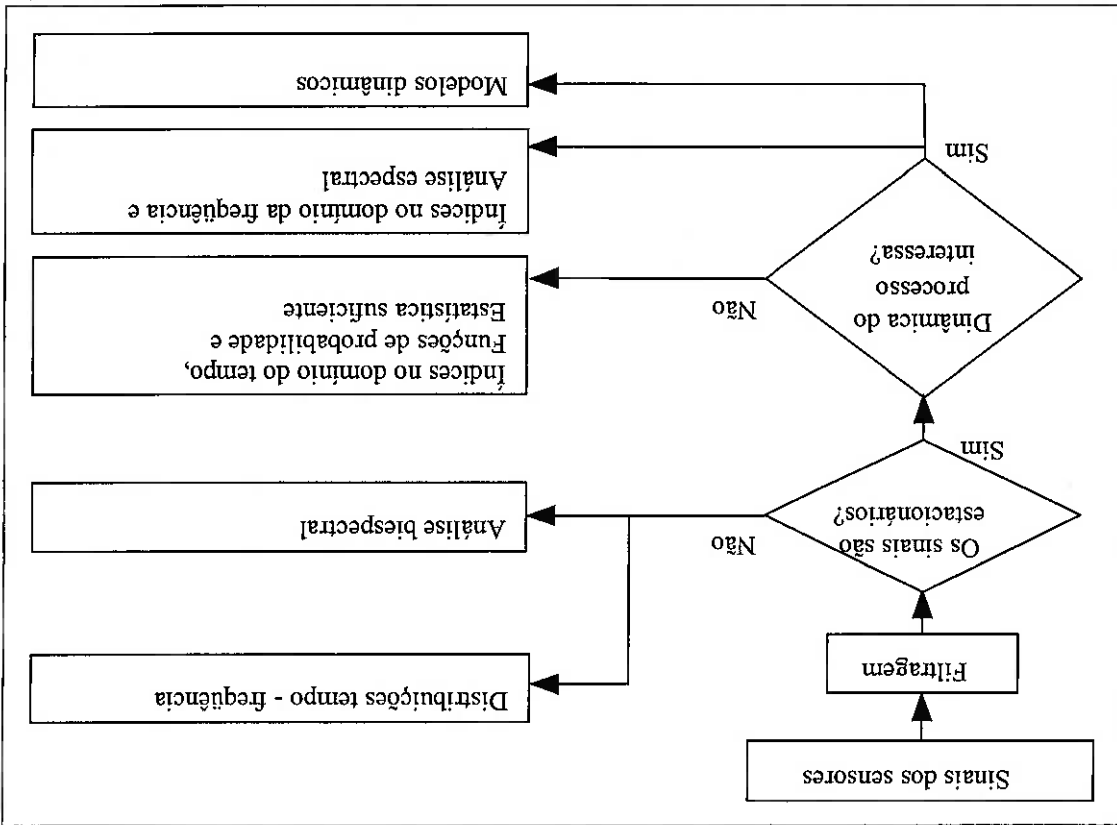 Sinais dos sensores
Filtragem
Distribuições tempo - freqüência
Os sinais são
estacionários?
Não
Análise biespectral
Sim
Dinâmica do
processo
interessa?
Não
Índices no domínio do tempo,
Funções de probabilidade e
Estatística suficiente
Sim
Índices no domínio da freqüência e
Análise espectral
Modelos dinâmicos